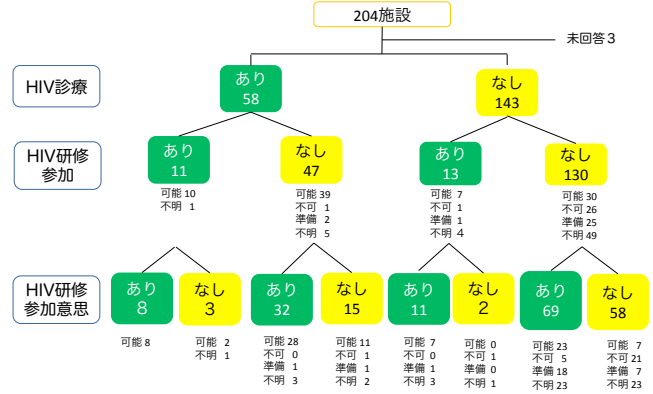 204施設
未回答３
HIV診療
あり
58
なし
143
HIV研修
参加
あり
11
なし
47
あり
13
なし
130
可能 10
不明 1
可能 39
不可 1
準備 2
不明 5
可能 7
不可 1
準備 1
不明 4
可能 30
不可 26
準備 25
不明 49
HIV研修
参加意思
あり
8
なし
3
あり
32
なし
15
あり
11
なし
2
あり
69
なし
58
可能 8
可能 2
不明 1
可能 28
不可 0
準備 1
不明 3
可能 11
不可 1
準備 1
不明 2
可能 7
不可 0
準備 1
不明 3
可能 0
不可 1
準備 0
不明 1
可能 23
不可 5
準備 18
不明 23
可能 7
不可 21
準備 7
不明 23